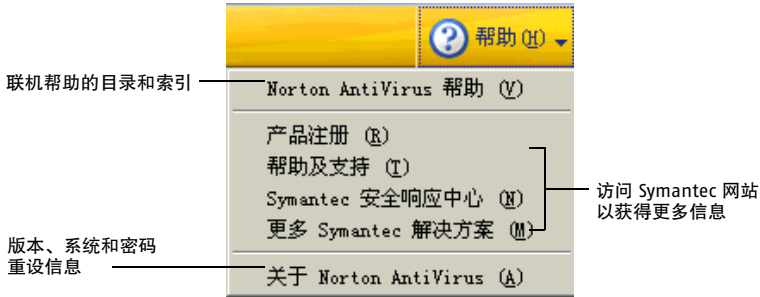 帮助(H)
联机帮助的目录和索引
Norton AntiVirus 帮助 (V)
产品注册 (R)
帮助及支持 (T)
Symantec 安全响应中心 (N)
更多 Symantec 解决方案 (M)
访问 Symantec 网站
以获得更多信息
版本、系统和密码
重设信息
关于 Norton AntiVirus (A)